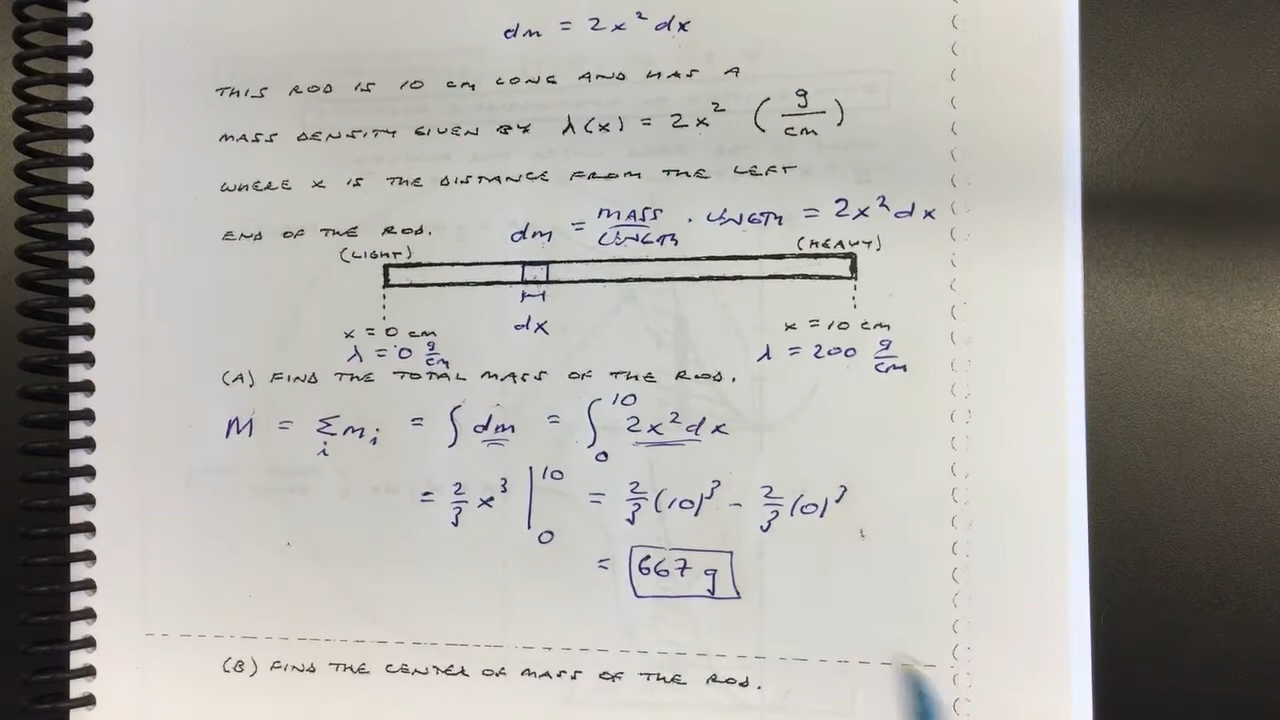 dm = 2x² dx
THIS ROD IS 10 CM LONG AND HAS A
MASS DENSITY GIVEN BY λ(x) = 2x² (g/cm)
WHERE X IS THE DISTANCE FROM THE LEFT
END OF THE ROD. dm = MASS/LENGTH · LENGTH = 2x² dx
(LIGHT) (HEAVY)
dx
x = 0 cm x = 10 cm
λ = 0 g/cm λ = 200 g/cm
(A) FIND THE TOTAL MASS OF THE ROD.
M = Σᵢ mᵢ = ∫ dm = ∫₀¹⁰ 2x² dx
= 2/3 x³ |₀¹⁰ = 2/3 (10)³ - 2/3 (0)³
= 667 g
(B) FIND THE CENTER OF MASS OF THE ROD.